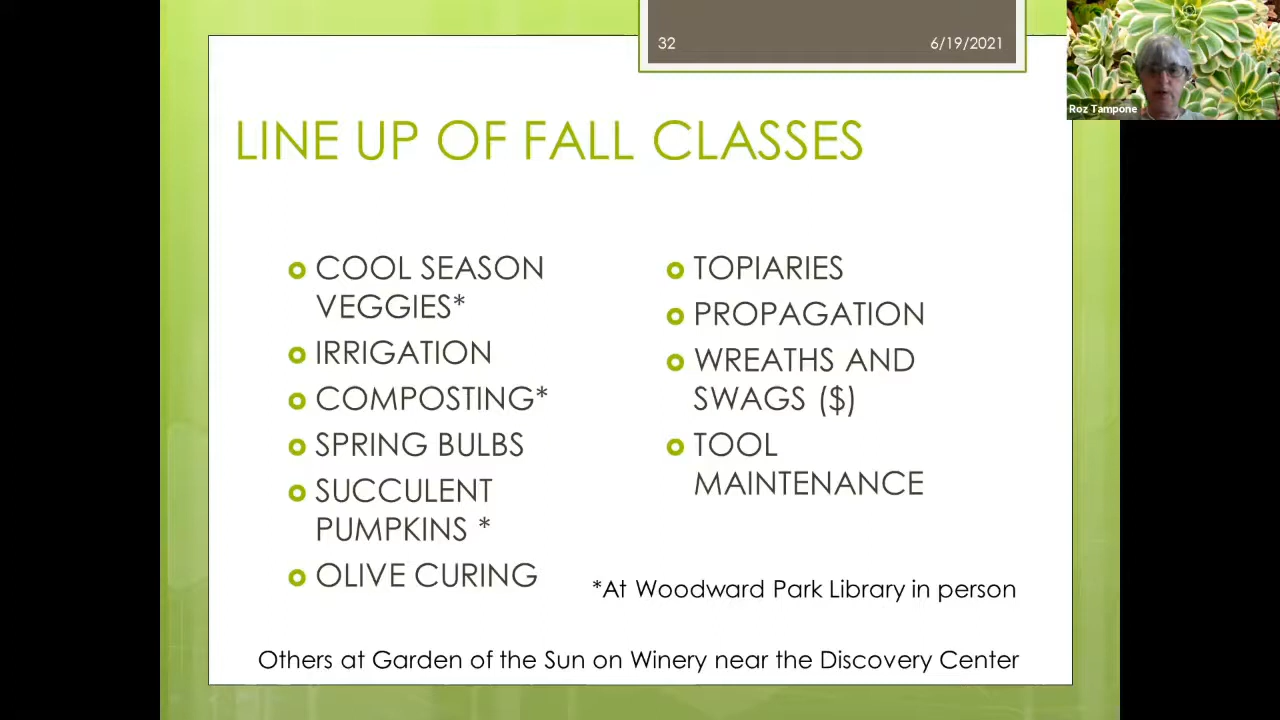 32
6/19/2021
Roz Tampone
LINE UP OF FALL CLASSES
COOL SEASON
VEGGIES*
IRRIGATION
COMPOSTING*
SPRING BULBS
SUCCULENT
PUMPKINS *
OLIVE CURING
TOPIARIES
PROPAGATION
WREATHS AND
SWAGS ($)
TOOL
MAINTENANCE
*At Woodward Park Library in person
Others at Garden of the Sun on Winery near the Discovery Center